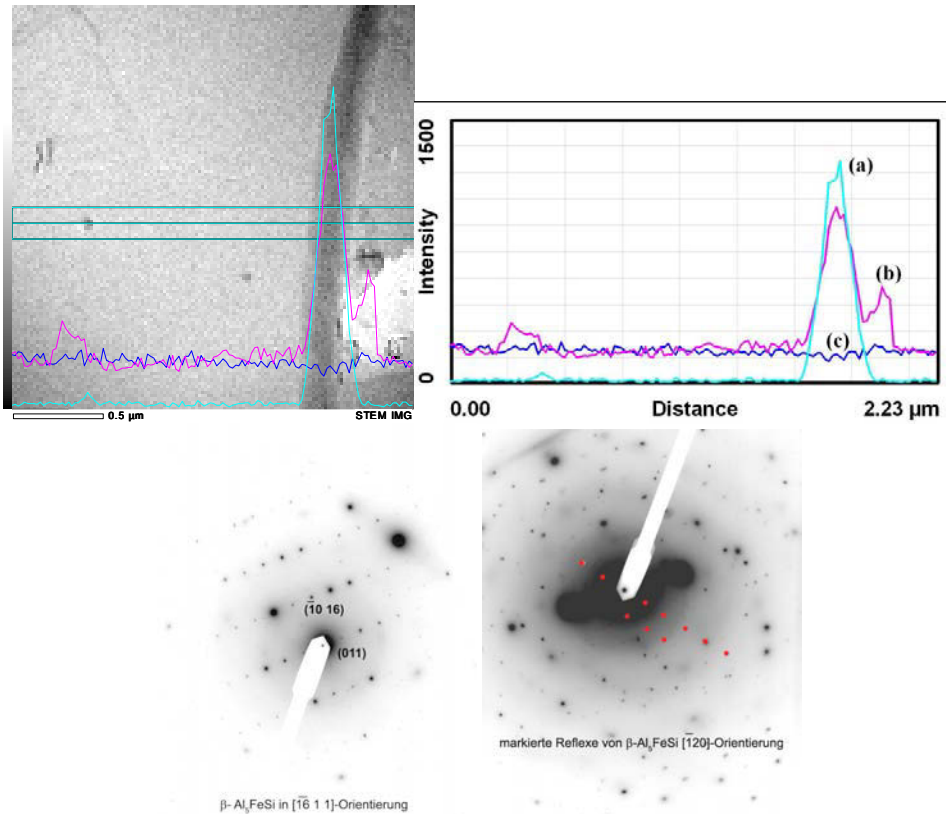 0.5 µm
STEM IMG
1500
Intensity
0
(a)
(b)
(c)
0.00 Distance 2.23 µm
(1̅0 16)
(011)
β- Al₅FeSi in [1̅6̅ 1 1]-Orientierung
markierte Reflexe von β-Al₅FeSi [1̅20]-Orientierung